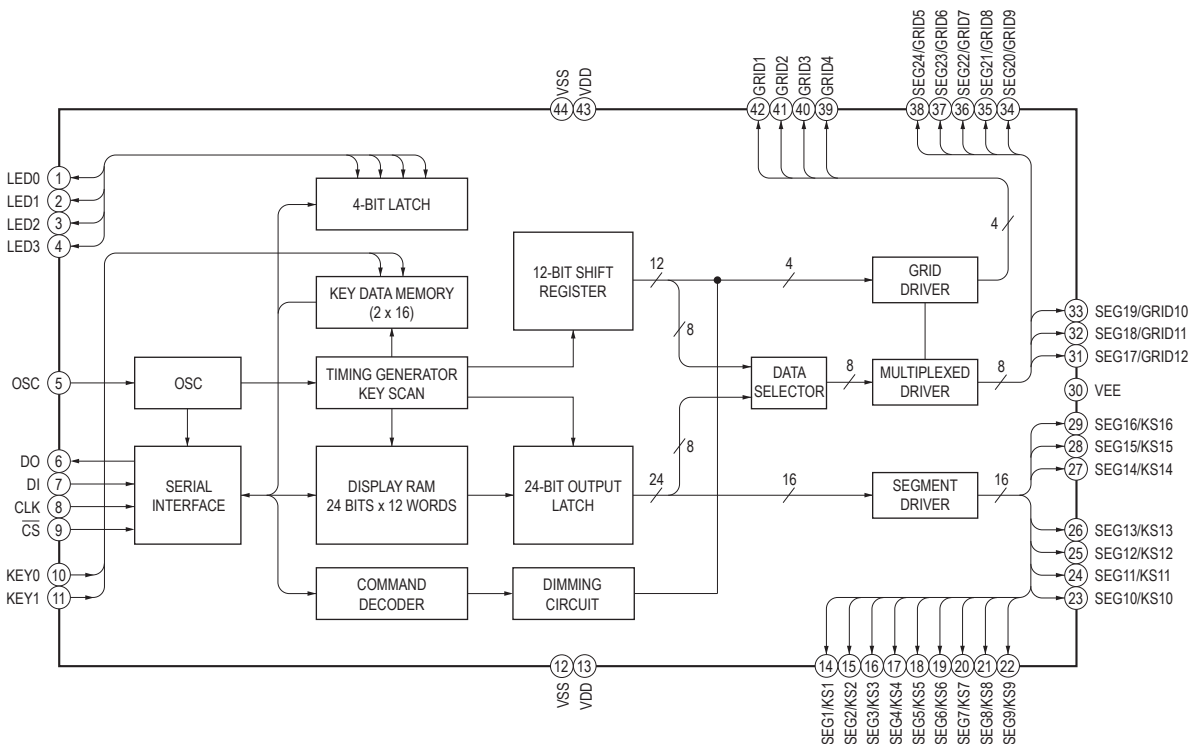 SEG24/GRID5
SEG23/GRID6
SEG22/GRID7
SEG21/GRID8
SEG20/GRID9
GRID1
GRID2
GRID3
GRID4
VSS
VDD
44
43
42
41
40
39
38
37
36
35
34
LED0
1
LED1
2
LED2
3
LED3
4
4-BIT LATCH
KEY DATA MEMORY
(2 x 16)
12-BIT SHIFT
REGISTER
12
4
GRID
DRIVER
4
8
33
SEG19/GRID10
32
SEG18/GRID11
31
SEG17/GRID12
OSC
5
OSC
TIMING GENERATOR
KEY SCAN
DATA
SELECTOR
8
MULTIPLEXED
DRIVER
8
30
VEE
8
29
SEG16/KS16
28
SEG15/KS15
27
SEG14/KS14
DO
6
DI
7
CLK
8
CS
9
SERIAL
INTERFACE
DISPLAY RAM
24 BITS x 12 WORDS
24-BIT OUTPUT
LATCH
24
16
SEGMENT
DRIVER
16
26
SEG13/KS13
25
SEG12/KS12
24
SEG11/KS11
23
SEG10/KS10
KEY0
10
KEY1
11
COMMAND
DECODER
DIMMING
CIRCUIT
12
13
14
15
16
17
18
19
20
21
22
VSS
VDD
SEG1/KS1
SEG2/KS2
SEG3/KS3
SEG4/KS4
SEG5/KS5
SEG6/KS6
SEG7/KS7
SEG8/KS8
SEG9/KS9